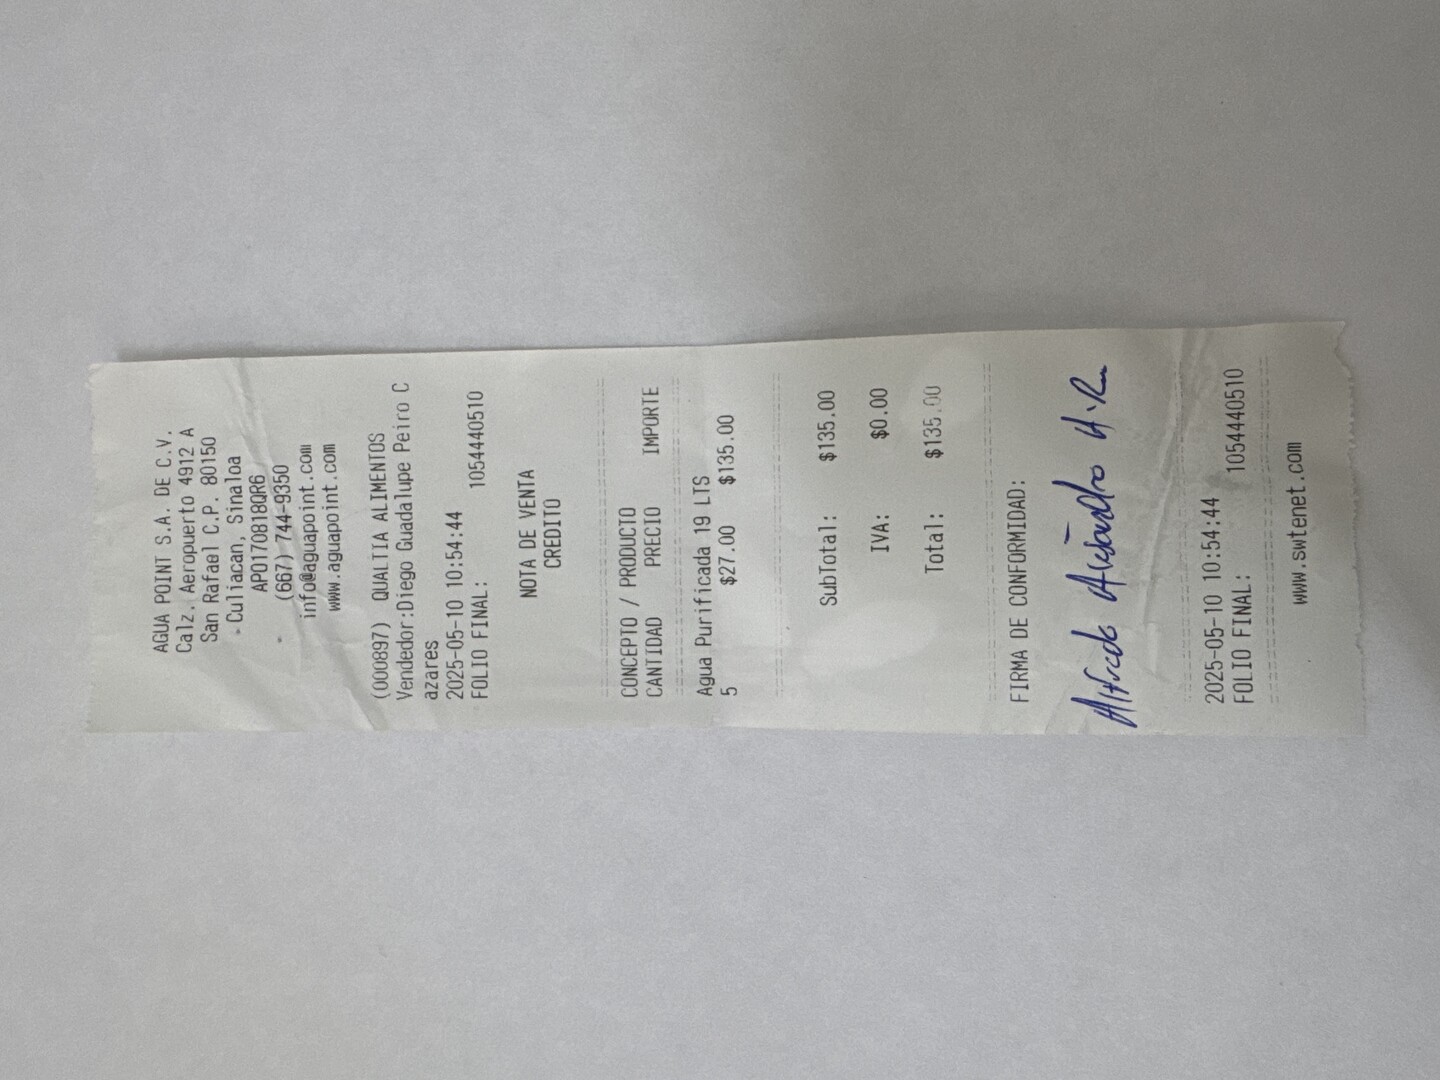 AGUA POINT S.A. DE C.V.
Calz. Aeropuerto 4912 A
San Rafael C.P. 80150
Culiacan, Sinaloa
APO170818QR6
(667) 744-9350
info@aguapoint.com
www.aguapoint.com
(000897) QUALTIA ALIMENTOS
Vendedor:Diego Guadalupe Peiro C
azares
2025-05-10 10:54:44
FOLIO FINAL: 1054440510
NOTA DE VENTA
CREDITO
CONCEPTO / PRODUCTO
CANTIDAD PRECIO IMPORTE
Agua Purificada 19 LTS
5 $27.00 $135.00
SubTotal: $135.00
IVA: $0.00
Total: $135.00
FIRMA DE CONFORMIDAD:
Alfredo H.R
2025-05-10 10:54:44
FOLIO FINAL: 1054440510
www.swtenet.com